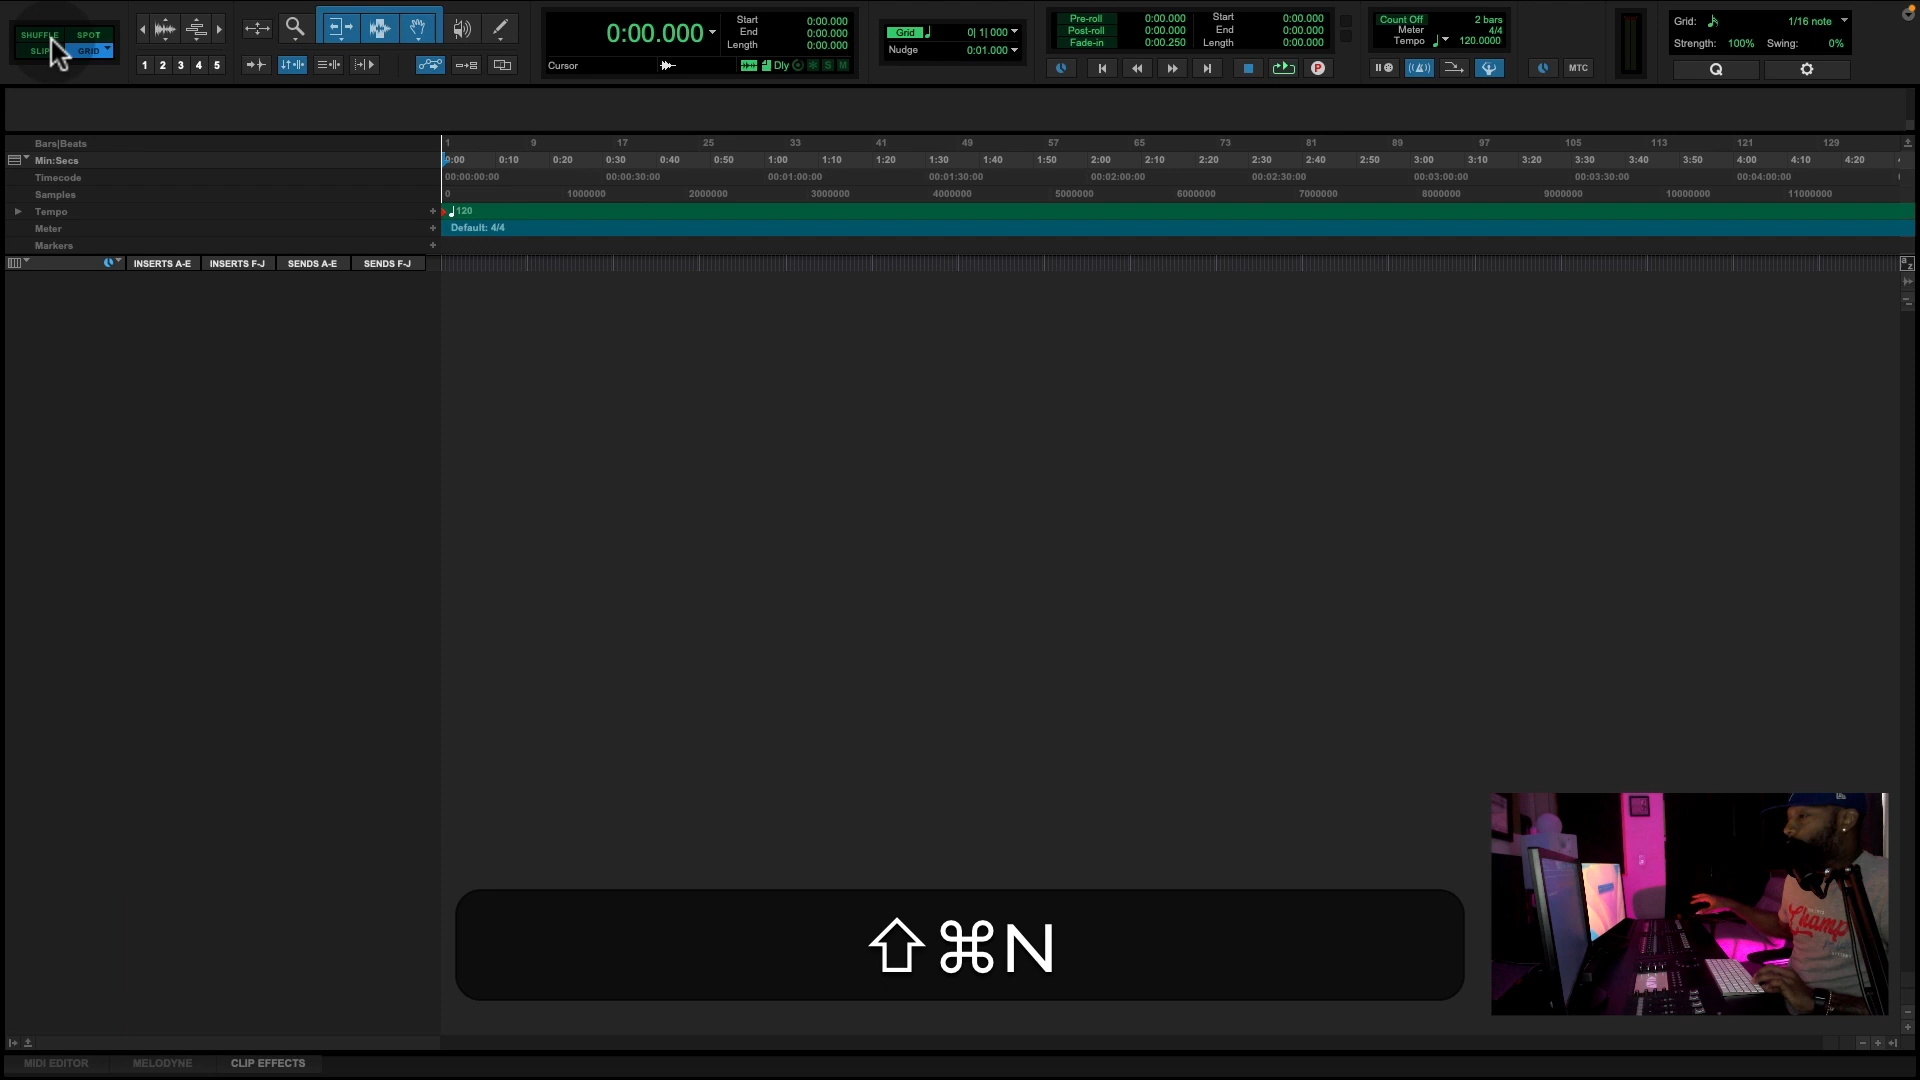 SHUFFLE SPOT
SLIP GRID
1 2 3 4 5
0:00.000
Start 0:00.000
End 0:00.000
Length 0:00.000
Cursor
Dly
S M
Grid 0| 1| 000
Nudge 0:01.000
Pre-roll 0:00.000
Post-roll 0:00.000
Fade-in 0:00.250
Start 0:00.000
End 0:00.000
Length 0:00.000
P
Count Off 2 bars
Meter 4/4
Tempo 120.0000
MTC
Grid: 1/16 note
Strength: 100% Swing: 0%
Q
Bars|Beats 1 9 17 25 33 41 49 57 65 73 81 89 97 105 113 121 129
Min:Secs 0:00 0:10 0:20 0:30 0:40 0:50 1:00 1:10 1:20 1:30 1:40 1:50 2:00 2:10 2:20 2:30 2:40 2:50 3:00 3:10 3:20 3:30 3:40 3:50 4:00 4:10 4:20
Timecode 00:00:00:00 00:00:30:00 00:01:00:00 00:01:30:00 00:02:00:00 00:02:30:00 00:03:00:00 00:03:30:00 00:04:00:00
Samples 0 1000000 2000000 3000000 4000000 5000000 6000000 7000000 8000000 9000000 10000000 11000000
Tempo + 120
Meter + Default: 4/4
Markers +
INSERTS A-E INSERTS F-J SENDS A-E SENDS F-J
a z
⇧⌘N
Champ
MIDI EDITOR MELODYNE CLIP EFFECTS